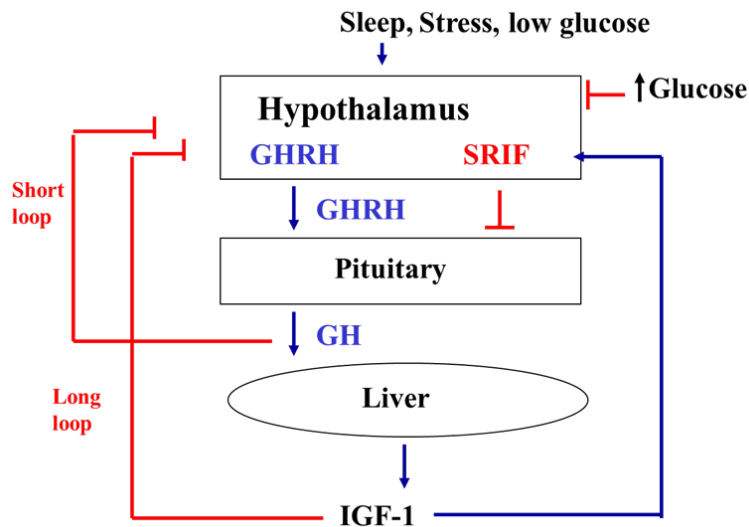 Sleep, Stress, low glucose
Glucose
Hypothalamus
GHRH SRIF
Short
loop
GHRH
Pituitary
GH
Long
loop
Liver
IGF-1